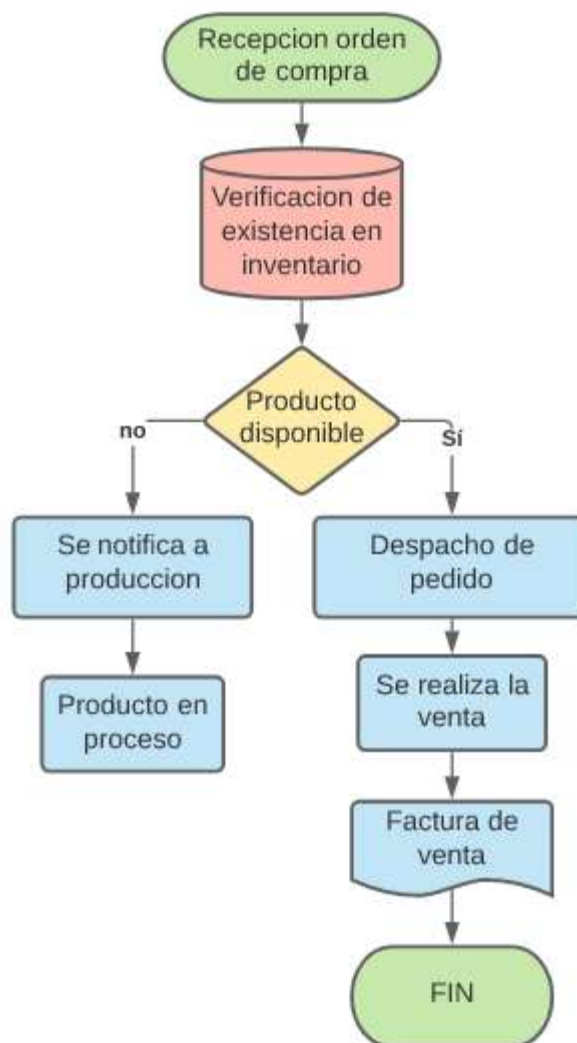 Recepcion orden
de compra
Verificacion de
existencia en
inventario
Producto
disponible
no
Sí
Se notifica a
produccion
Despacho de
pedido
Producto en
proceso
Se realiza la
venta
Factura de
venta
FIN